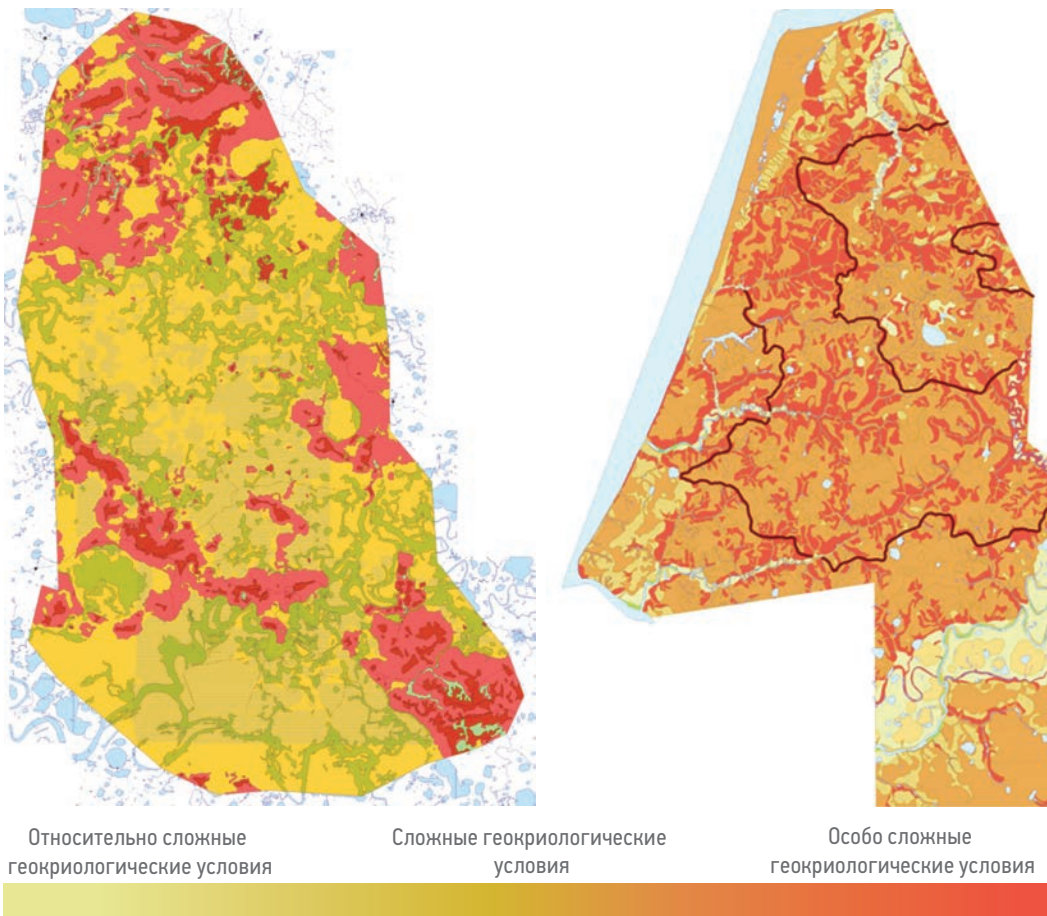 Относительно сложные
геокриологические условия
Сложные геокриологические
условия
Особо сложные
геокриологические условия